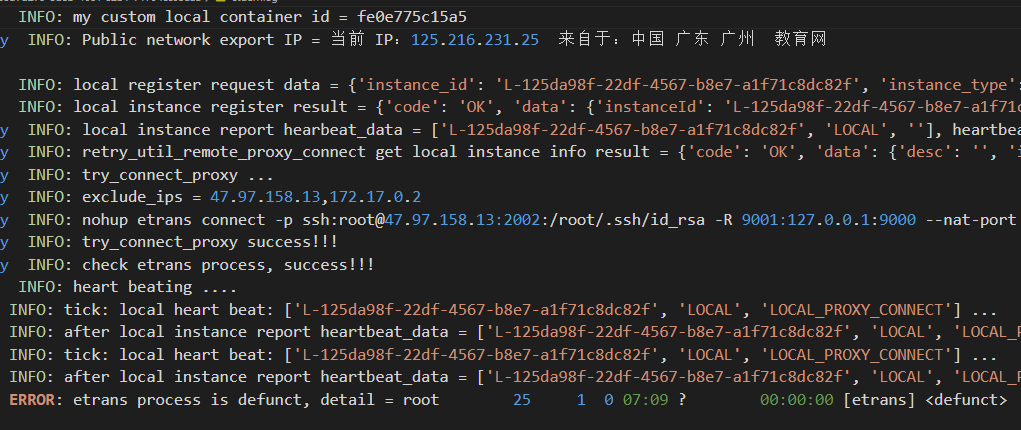 INFO: my custom local container id = fe0e775c15a5
y INFO: Public network export IP = 当前 IP：125.216.231.25 来自于：中国 广东 广州 教育网
INFO: local register request data = {'instance_id': 'L-125da98f-22df-4567-b8e7-a1f71c8dc82f', 'instance_type':
INFO: local instance register result = {'code': 'OK', 'data': {'instanceId': 'L-125da98f-22df-4567-b8e7-a1f71c
y INFO: local instance report hearbeat_data = ['L-125da98f-22df-4567-b8e7-a1f71c8dc82f', 'LOCAL', ''], heartbea
y INFO: retry_util_remote_proxy_connect get local instance info result = {'code': 'OK', 'data': {'desc': '', 'i
y INFO: try_connect_proxy ...
y INFO: exclude_ips = 47.97.158.13,172.17.0.2
y INFO: nohup etrans connect -p ssh:root@47.97.158.13:2002:/root/.ssh/id_rsa -R 9001:127.0.0.1:9000 --nat-port
y INFO: try_connect_proxy success!!!
y INFO: check etrans process, success!!!
INFO: heart beating ....
INFO: tick: local heart beat: ['L-125da98f-22df-4567-b8e7-a1f71c8dc82f', 'LOCAL', 'LOCAL_PROXY_CONNECT'] ...
INFO: after local instance report heartbeat_data = ['L-125da98f-22df-4567-b8e7-a1f71c8dc82f', 'LOCAL', 'LOCAL_P
INFO: tick: local heart beat: ['L-125da98f-22df-4567-b8e7-a1f71c8dc82f', 'LOCAL', 'LOCAL_PROXY_CONNECT'] ...
INFO: after local instance report heartbeat_data = ['L-125da98f-22df-4567-b8e7-a1f71c8dc82f', 'LOCAL', 'LOCAL_P
ERROR: etrans process is defunct, detail = root 25 1 0 07:09 ? 00:00:00 [etrans] <defunct>